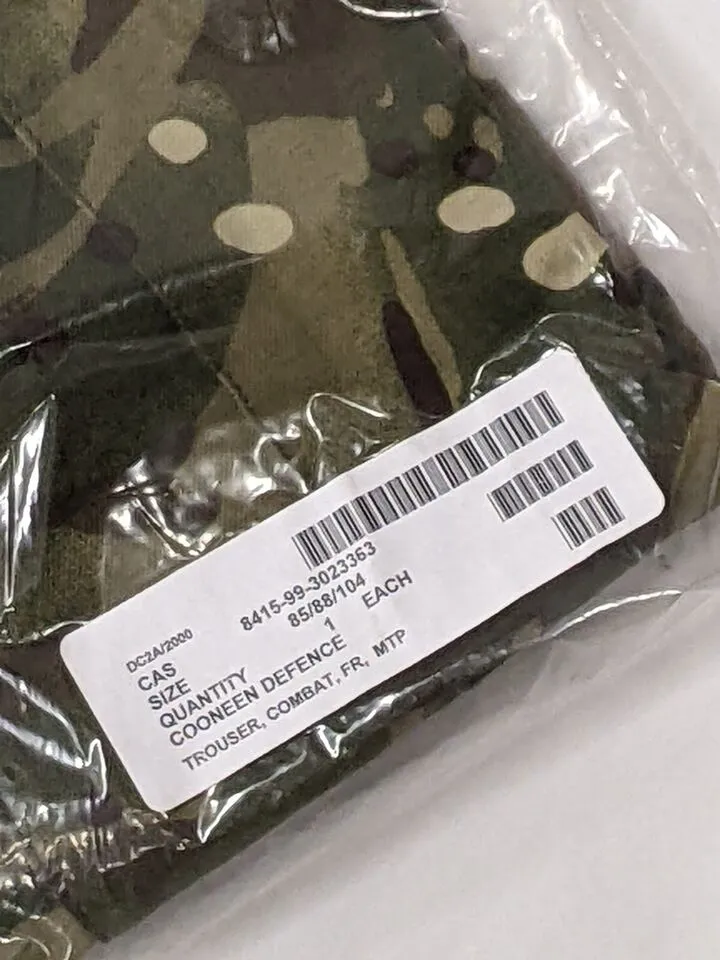 DC2A/2000
CAS 8415-99-3023363
SIZE 85/88/104
QUANTITY 1 EACH
COONEEN DEFENCE
TROUSER, COMBAT, FR, MTP